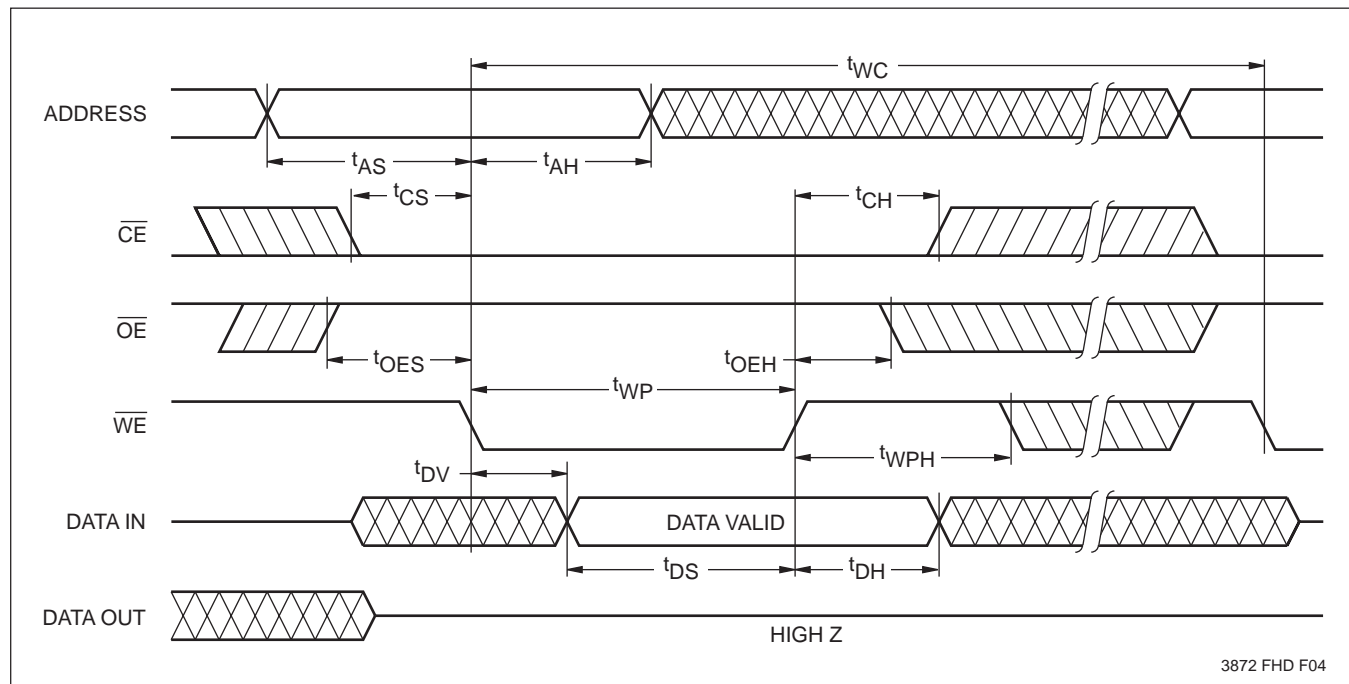 tWC
ADDRESS
tAS
tAH
tCS
tCH
CE
OE
tOES
tOEH
tWP
WE
tWPH
tDV
DATA IN
DATA VALID
tDS
tDH
DATA OUT
HIGH Z
3872 FHD F04